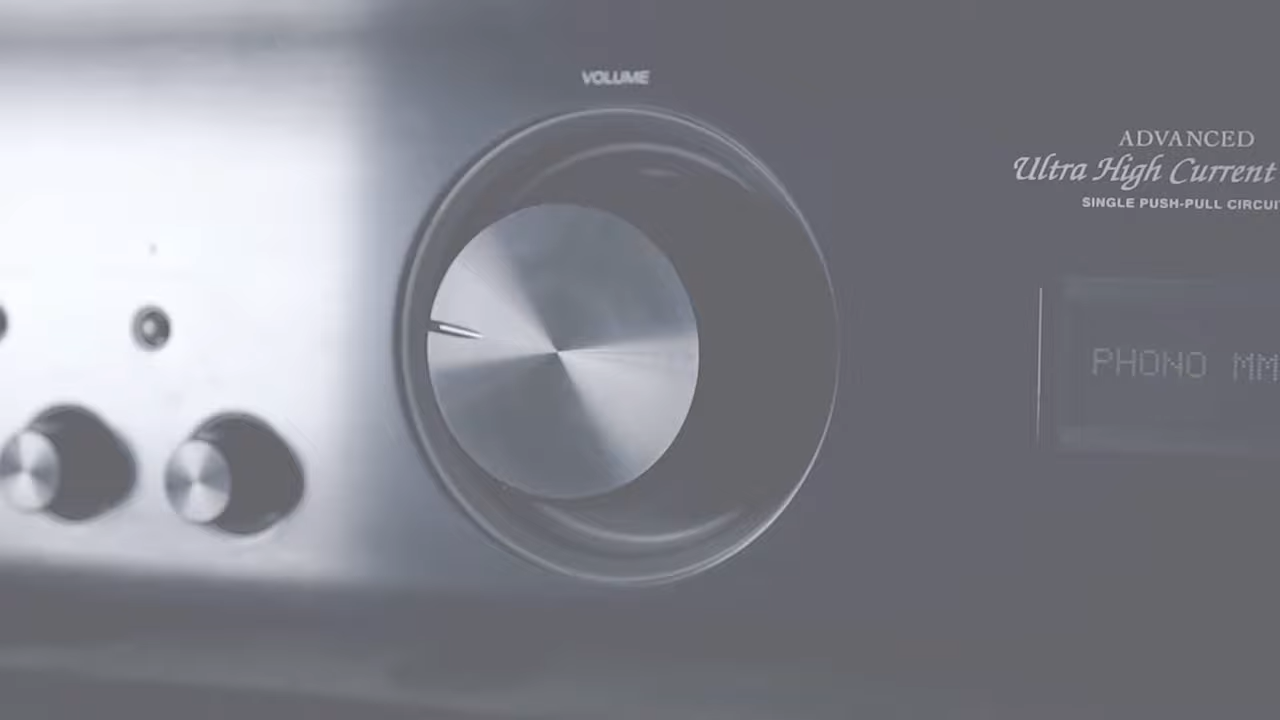 VOLUME
ADVANCED
Ultra High Current
SINGLE PUSH-PULL CIRCUI
PHONO MM